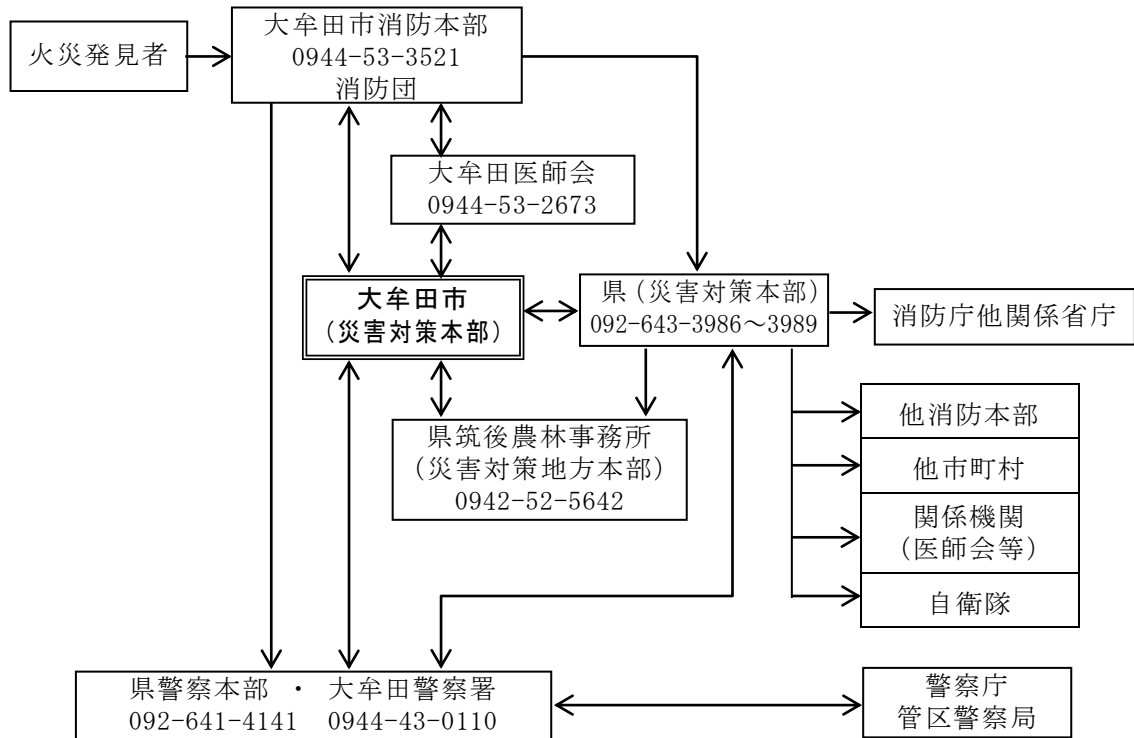 火災発見者
大牟田市消防本部
0944-53-3521
消防団
大牟田医師会
0944-53-2673
大牟田市
（災害対策本部）
県（災害対策本部）
092-643-3986～3989
消防庁他関係省庁
県筑後農林事務所
（災害対策地方本部）
0942-52-5642
他消防本部
他市町村
関係機関
（医師会等）
自衛隊
県警察本部 ・ 大牟田警察署
092-641-4141 0944-43-0110
警察庁
管区警察局